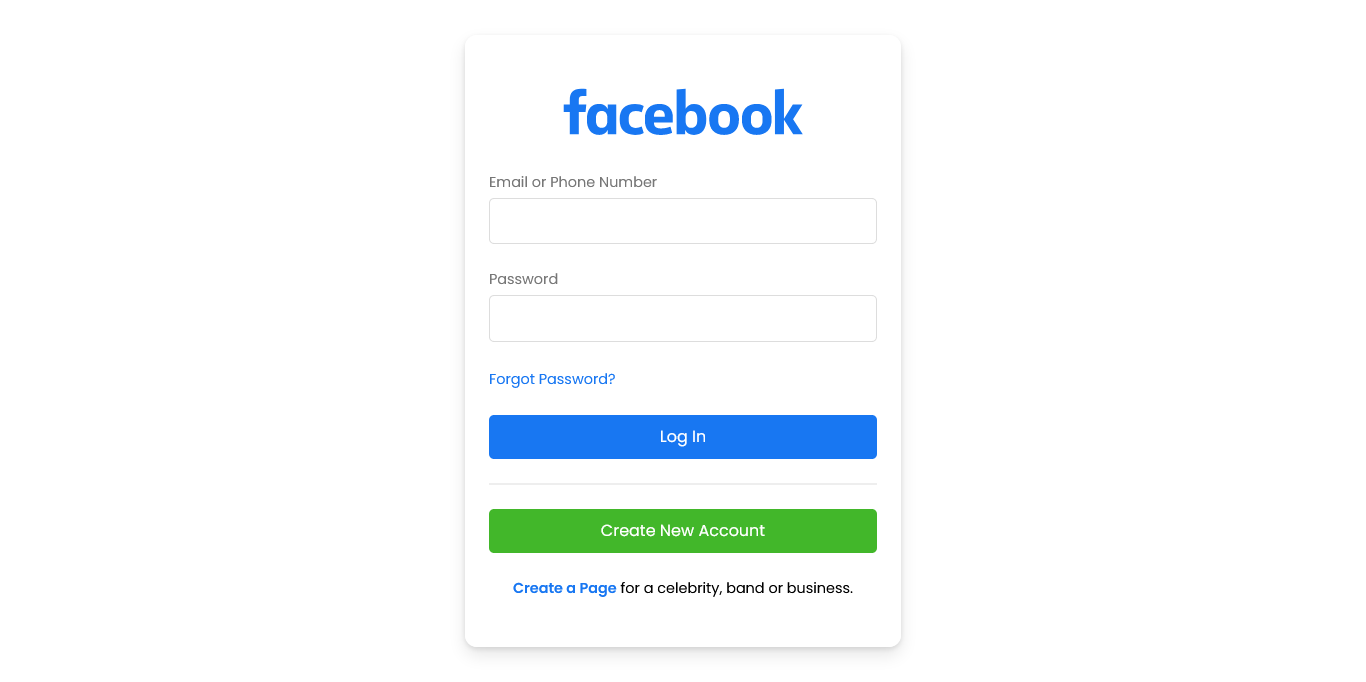 facebook
Email or Phone Number
Password
Forgot Password?
Log In
Create New Account
Create a Page for a celebrity, band or business.